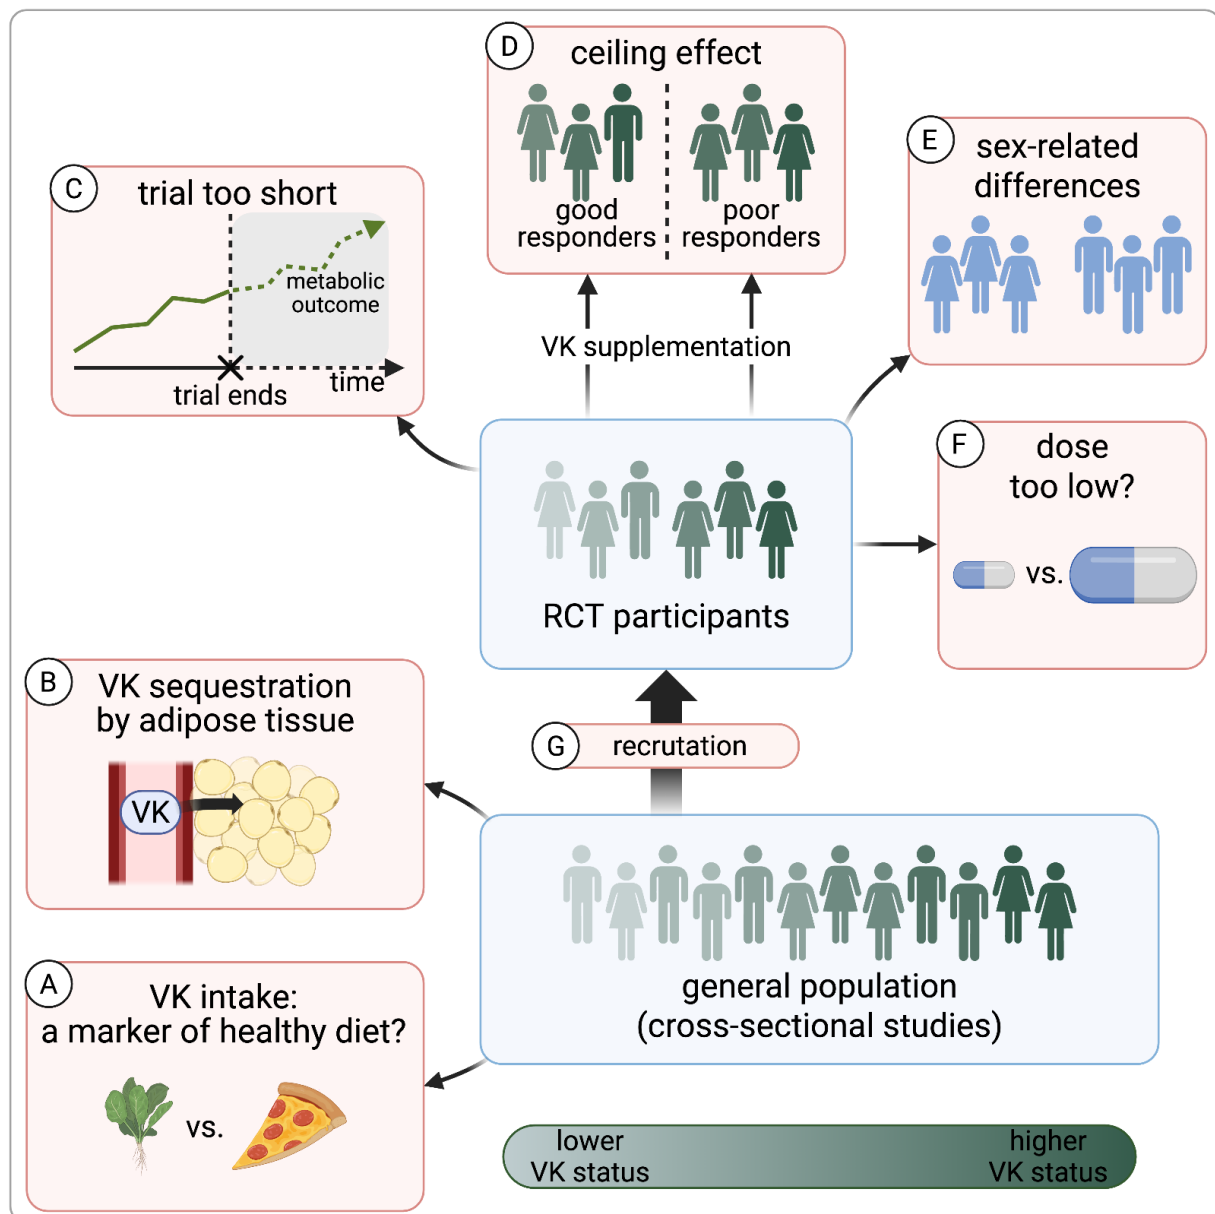 D
ceiling effect
good
responders
poor
responders
C
trial too short
metabolic
outcome
time
trial ends
E
sex-related
differences
VK supplementation
F
dose
too low?
vs.
RCT participants
B
VK sequestration
by adipose tissue
VK
G
recrutation
general population
(cross-sectional studies)
A
VK intake:
a marker of healthy diet?
vs.
lower
VK status
higher
VK status